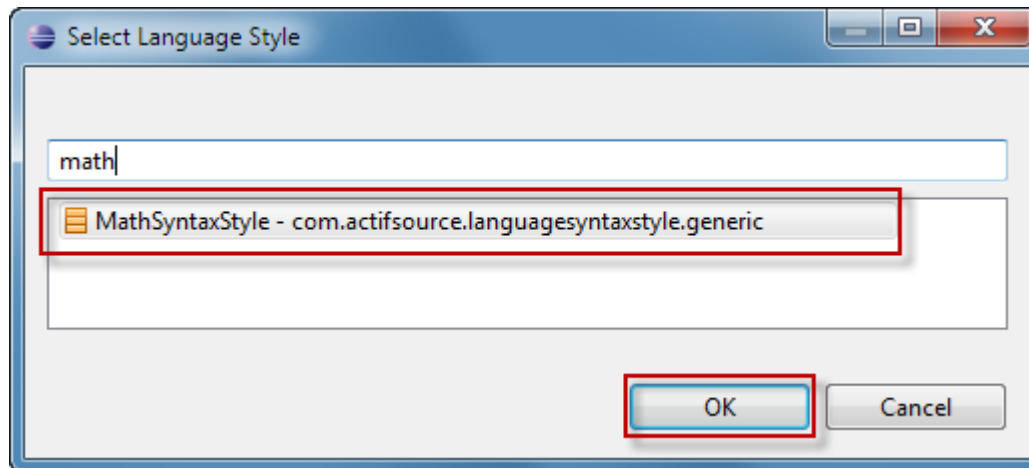 Select Language Style
math
MathSyntaxStyle - com.actifsource.languagesyntaxstyle.generic
OK
Cancel